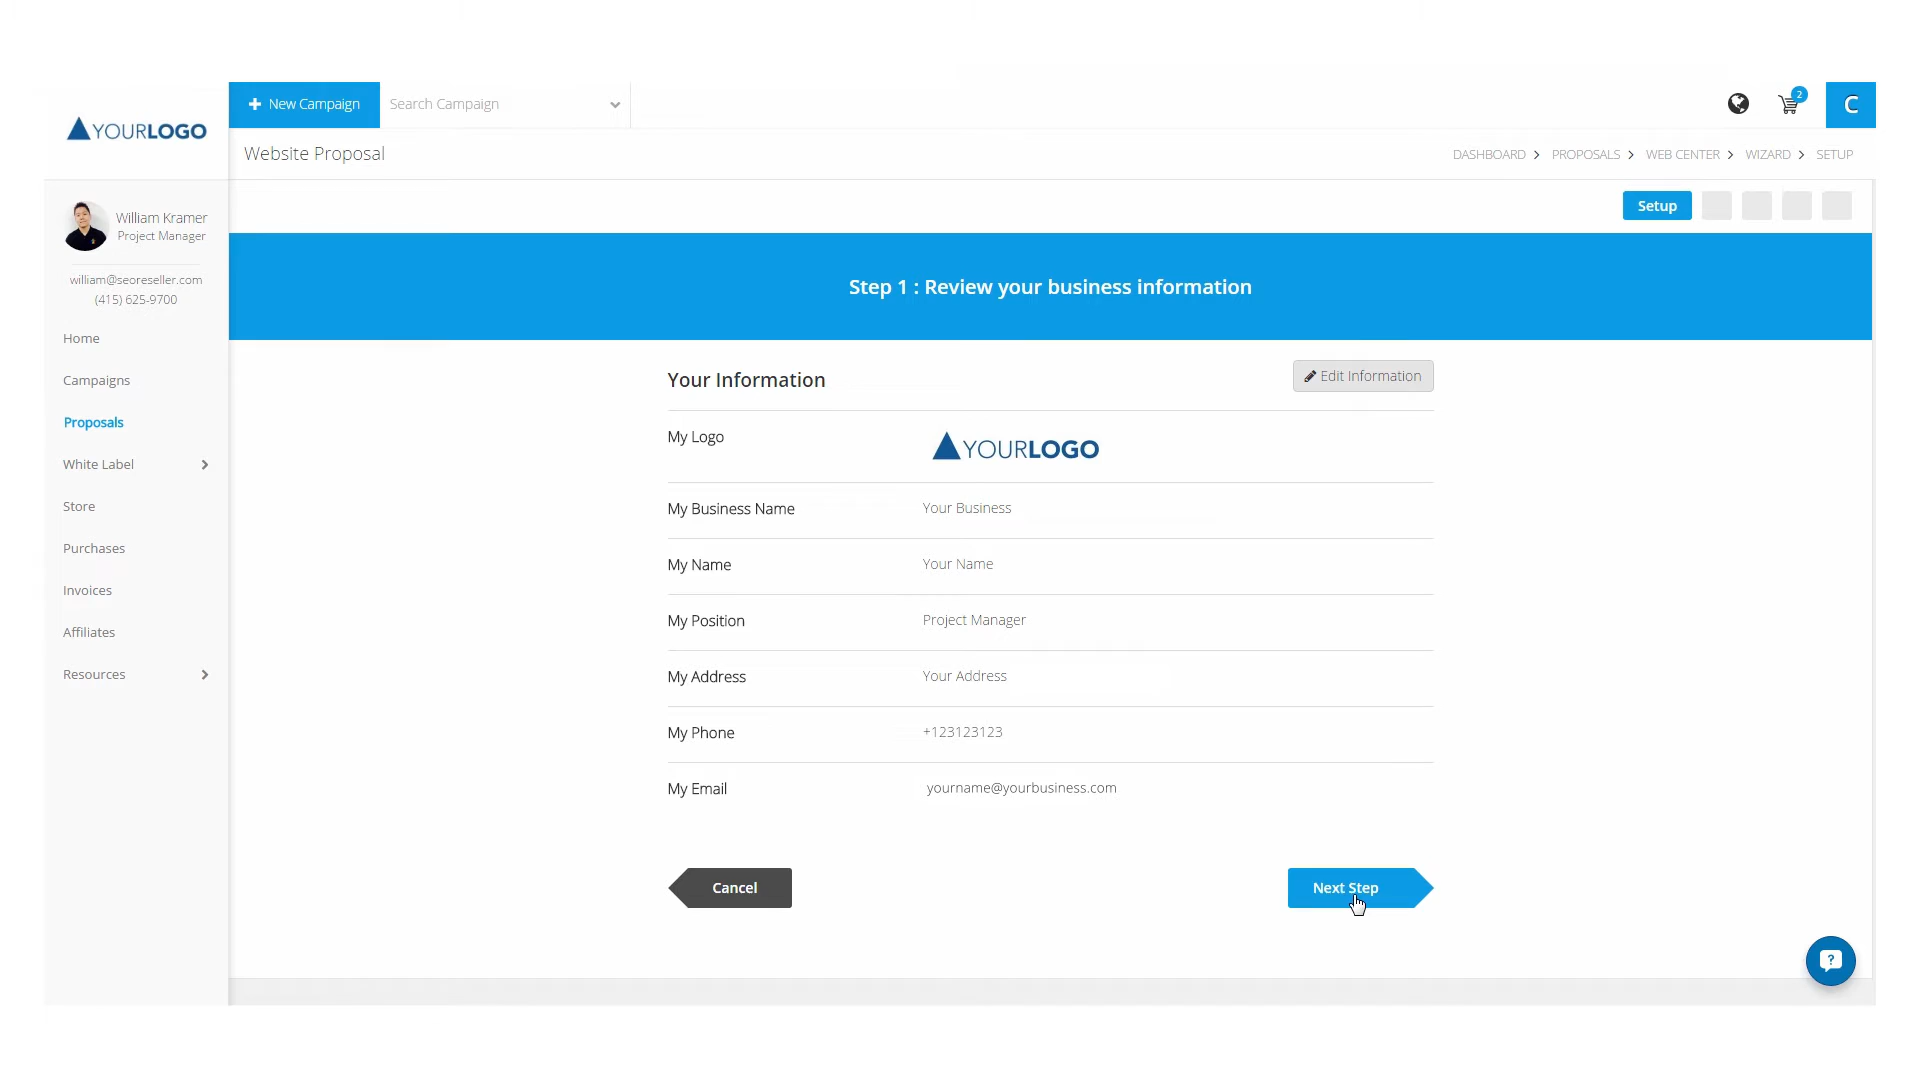 YOURLOGO
New Campaign
Search Campaign
2
C
Website Proposal
DASHBOARD
PROPOSALS
WEB CENTER
WIZARD
SETUP
William Kramer
Project Manager
william@seoreseller.com
(415) 625-9700
Home
Campaigns
Proposals
White Label
Store
Purchases
Invoices
Affiliates
Resources
Setup
Step 1 : Review your business information
Your Information
Edit Information
My Logo
YOURLOGO
My Business Name
Your Business
My Name
Your Name
My Position
Project Manager
My Address
Your Address
My Phone
+123123123
My Email
yourname@yourbusiness.com
Cancel
Next Step
?